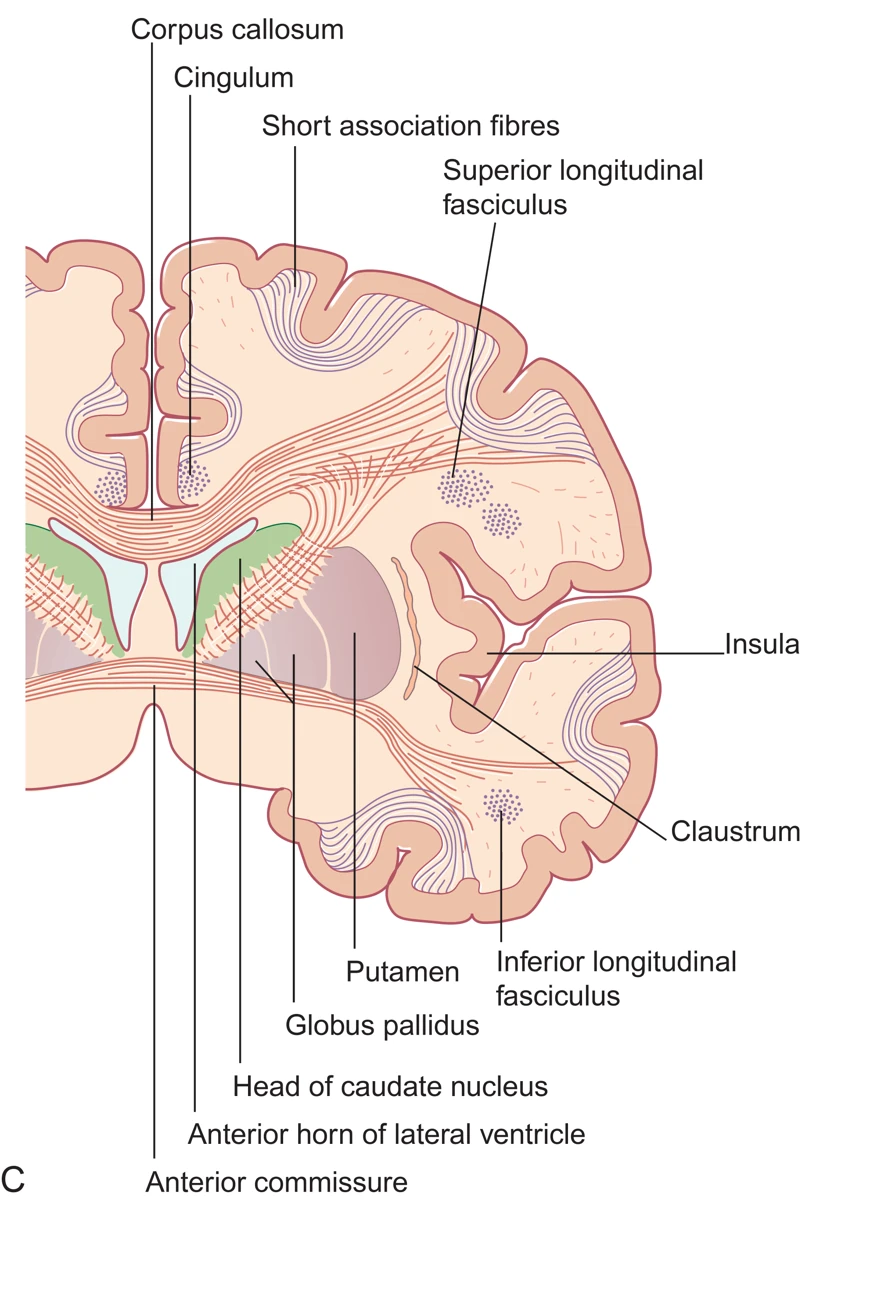 Corpus callosum
Cingulum
Short association fibres
Superior longitudinal
fasciculus
Insula
Claustrum
Inferior longitudinal
fasciculus
Putamen
Globus pallidus
Head of caudate nucleus
Anterior horn of lateral ventricle
C
Anterior commissure